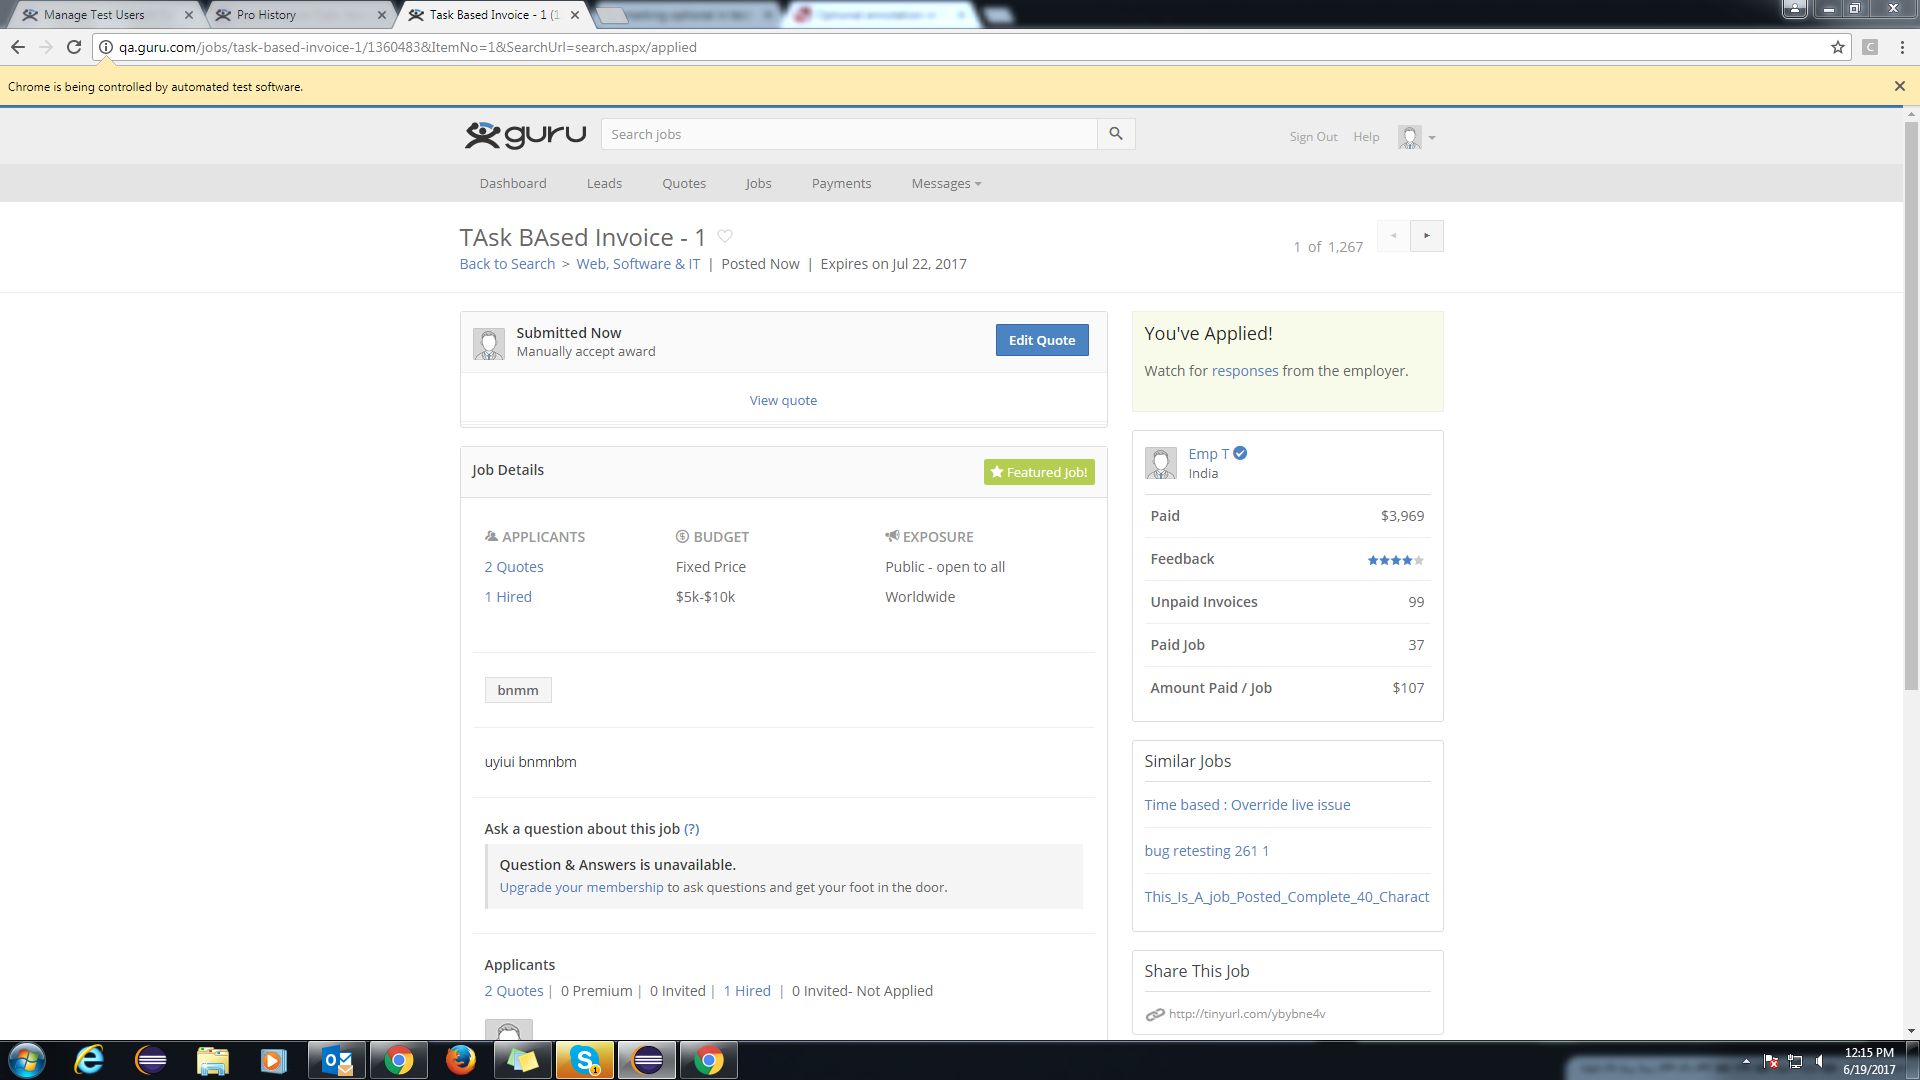 Manage Test Users
Pro History
Task Based Invoice - 1 (1
qa.guru.com/jobs/task-based-invoice-1/1360483&ItemNo=1&SearchUrl=search.aspx/applied
C
Chrome is being controlled by automated test software.
guru
Search jobs
Sign Out Help
Dashboard Leads Quotes Jobs Payments Messages
TAsk BAsed Invoice - 1
1 of 1,267
Back to Search > Web, Software & IT | Posted Now | Expires on Jul 22, 2017
Submitted Now
Manually accept award
Edit Quote
View quote
You've Applied!
Watch for responses from the employer.
Job Details
Featured Job!
APPLICANTS BUDGET EXPOSURE
2 Quotes Fixed Price Public - open to all
1 Hired $5k-$10k Worldwide
bnmm
uyiui bnmnbm
Ask a question about this job (?)
Question & Answers is unavailable.
Upgrade your membership to ask questions and get your foot in the door.
Applicants
2 Quotes | 0 Premium | 0 Invited | 1 Hired | 0 Invited- Not Applied
Emp T
India
Paid $3,969
Feedback
Unpaid Invoices 99
Paid Job 37
Amount Paid / Job $107
Similar Jobs
Time based : Override live issue
bug retesting 261 1
This_Is_A_job_Posted_Complete_40_Charact
Share This Job
http://tinyurl.com/ybybne4v
12:15 PM
6/19/2017